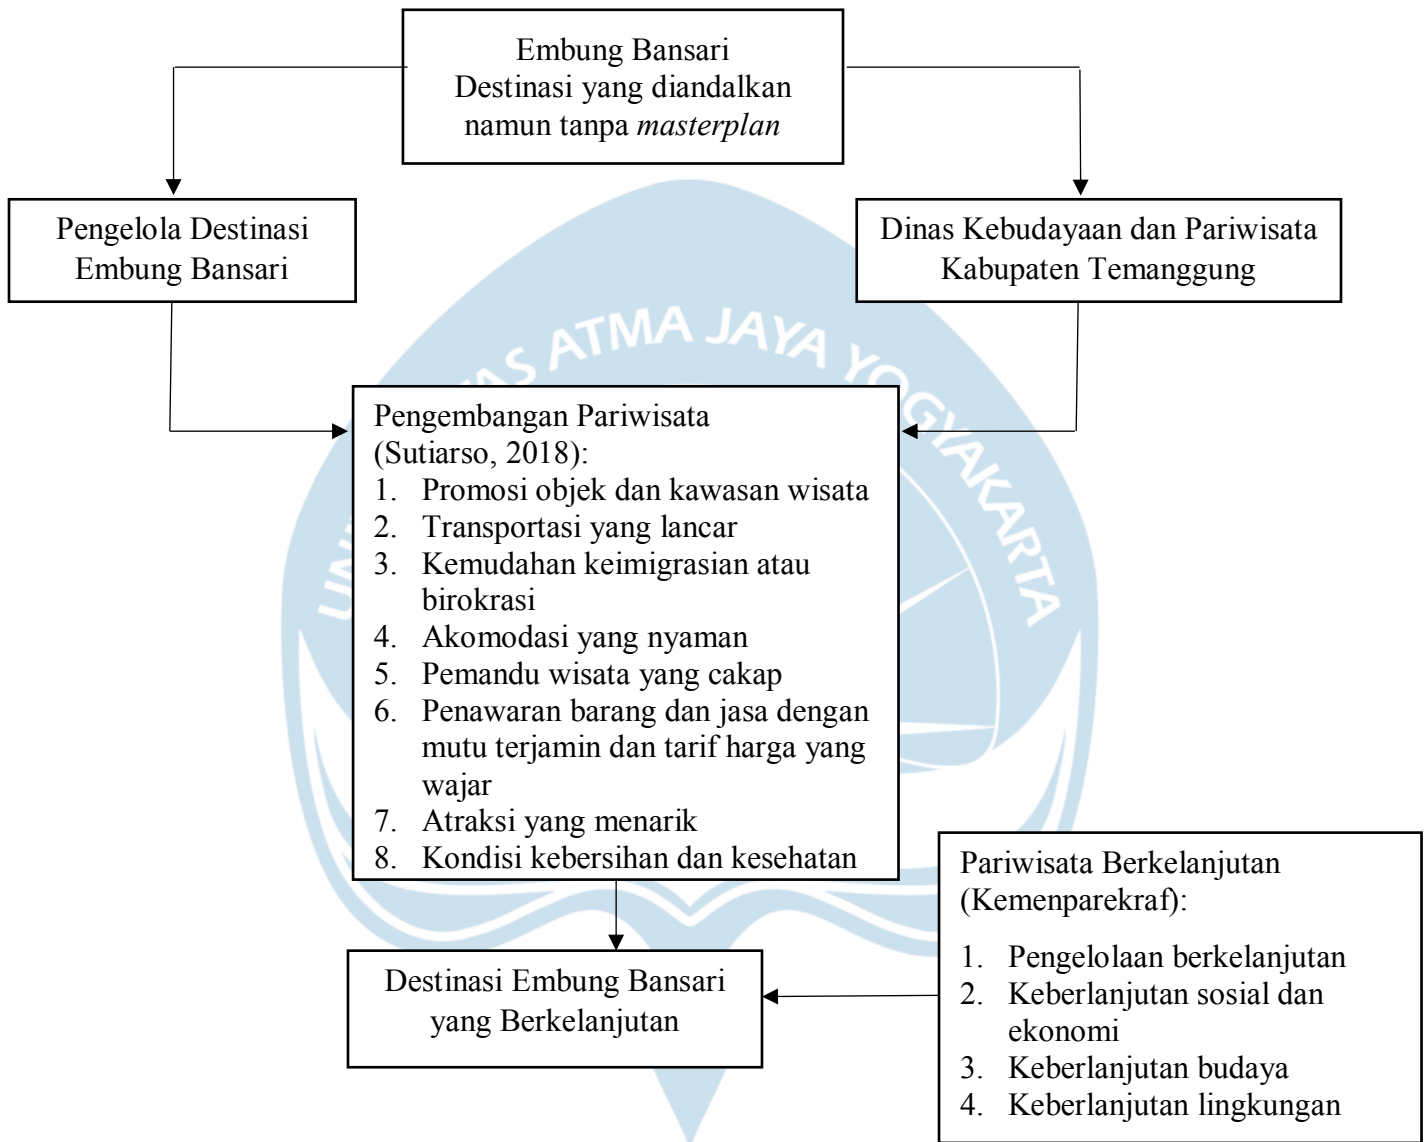 Embung Bansari
Destinasi yang diandalkan
namun tanpa masterplan
Pengelola Destinasi
Embung Bansari
Dinas Kebudayaan dan Pariwisata
Kabupaten Temanggung
ATMA JAYA YOGYAKARTA
Pengembangan Pariwisata
(Sutiarso, 2018):
1. Promosi objek dan kawasan wisata
2. Transportasi yang lancar
3. Kemudahan keimigrasian atau
birokrasi
4. Akomodasi yang nyaman
5. Pemandu wisata yang cakap
6. Penawaran barang dan jasa dengan
mutu terjamin dan tarif harga yang
wajar
7. Atraksi yang menarik
8. Kondisi kebersihan dan kesehatan
Pariwisata Berkelanjutan
(Kemenparekraf):
1. Pengelolaan berkelanjutan
2. Keberlanjutan sosial dan
ekonomi
3. Keberlanjutan budaya
4. Keberlanjutan lingkungan
Destinasi Embung Bansari
yang Berkelanjutan